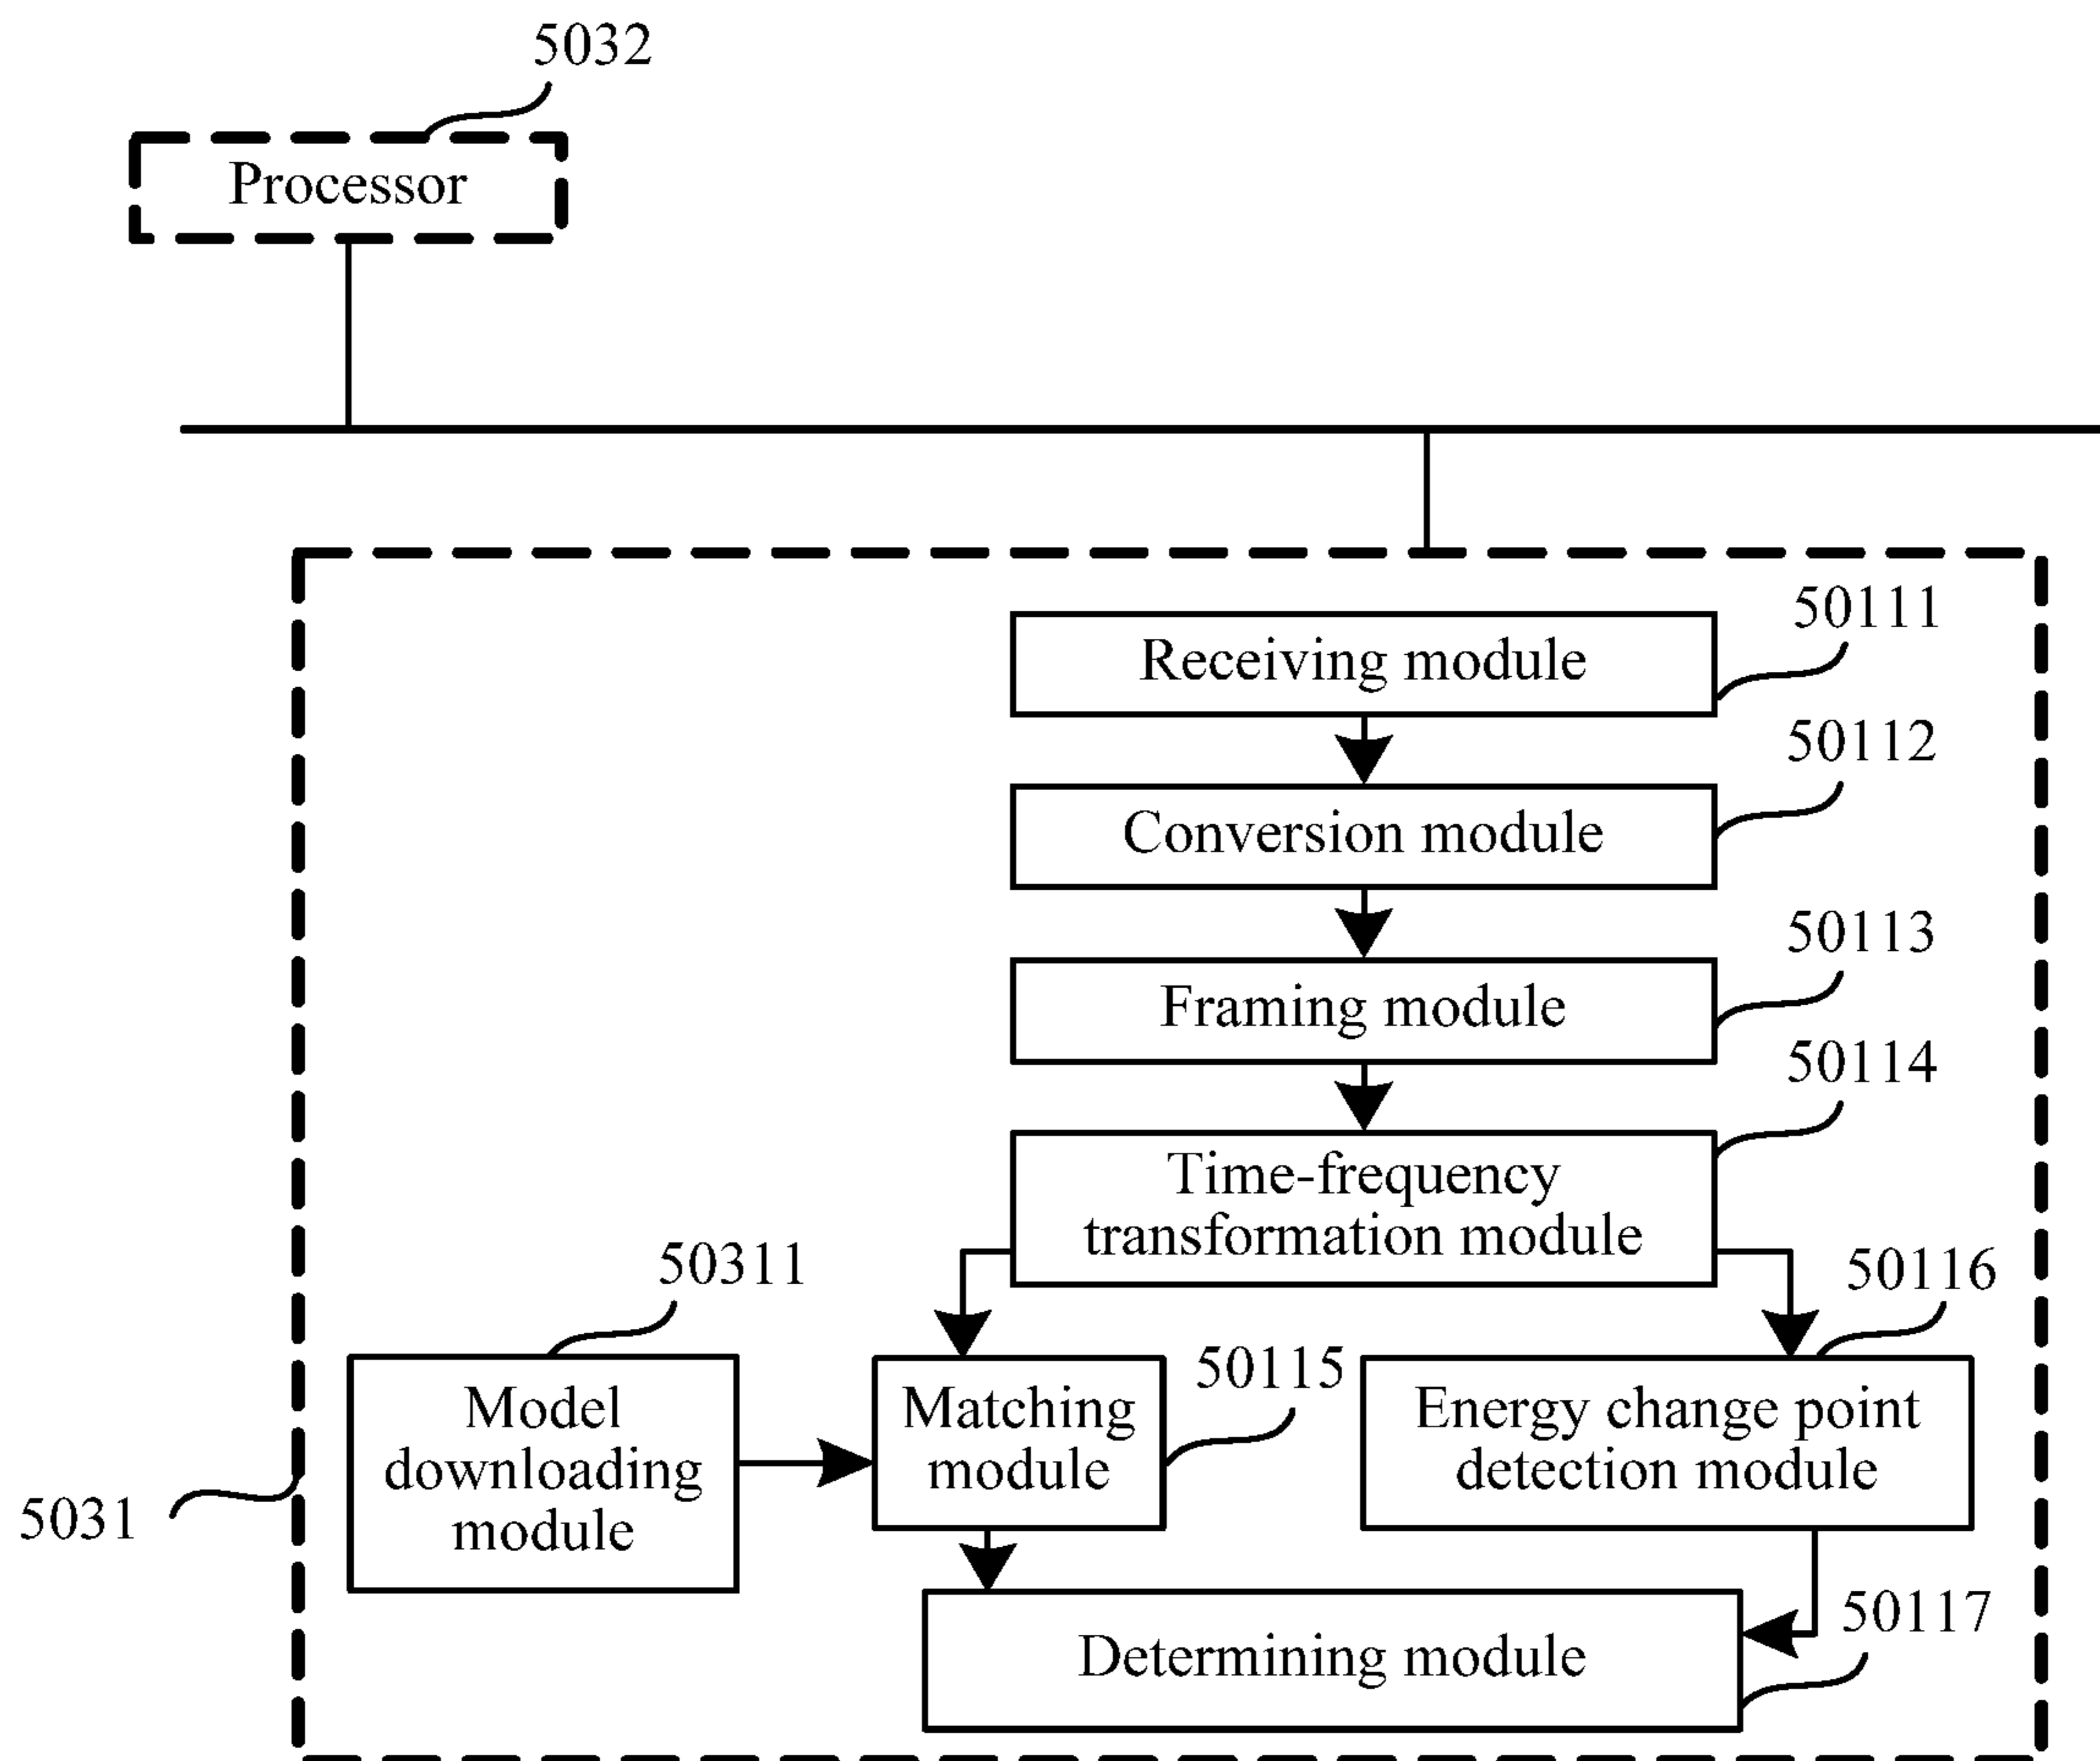 5032
Processor
50111
Receiving module
50112
Conversion module
50113
Framing module
50114
Time-frequency
transformation module
50311
50116
50115
Model
downloading
module
Matching
module
Energy change point
detection module
5031
50117
Determining module